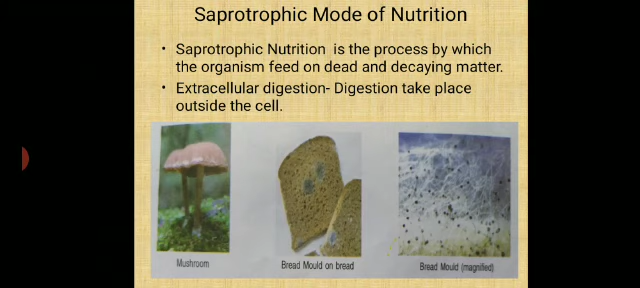 Saprotrophic Mode of Nutrition
• Saprotrophic Nutrition is the process by which
the organism feed on dead and decaying matter.
• Extracellular digestion- Digestion take place
outside the cell.
Mushroom
Bread Mould on bread
Bread Mould (magnified)